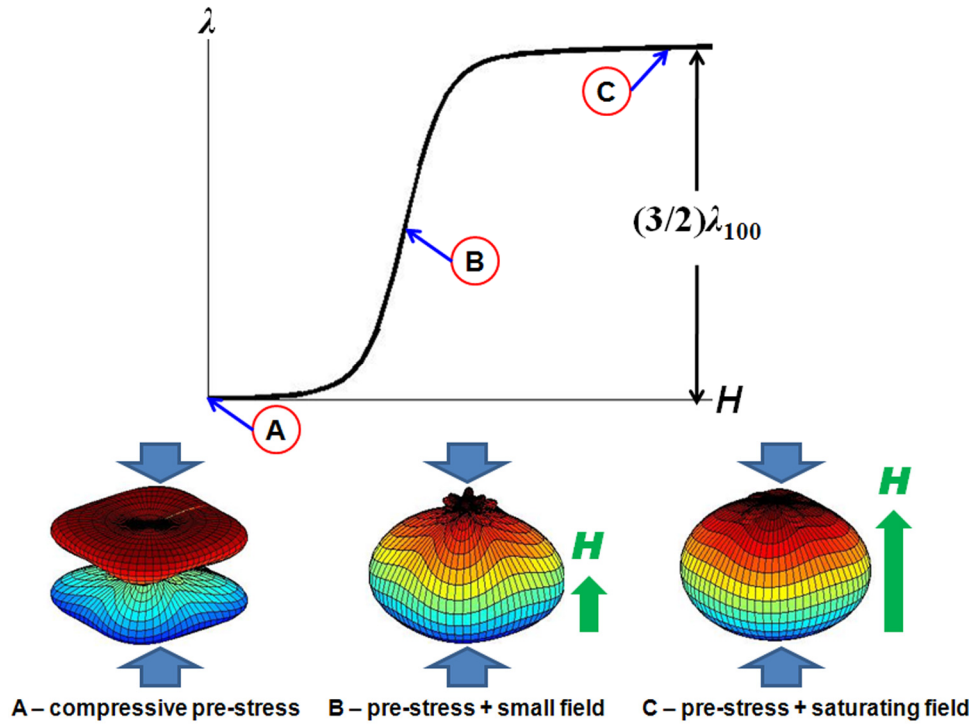 λ
C
(3/2)λ₁₀₀
B
H
A
H
H
A – compressive pre-stress
B – pre-stress + small field
C – pre-stress + saturating field